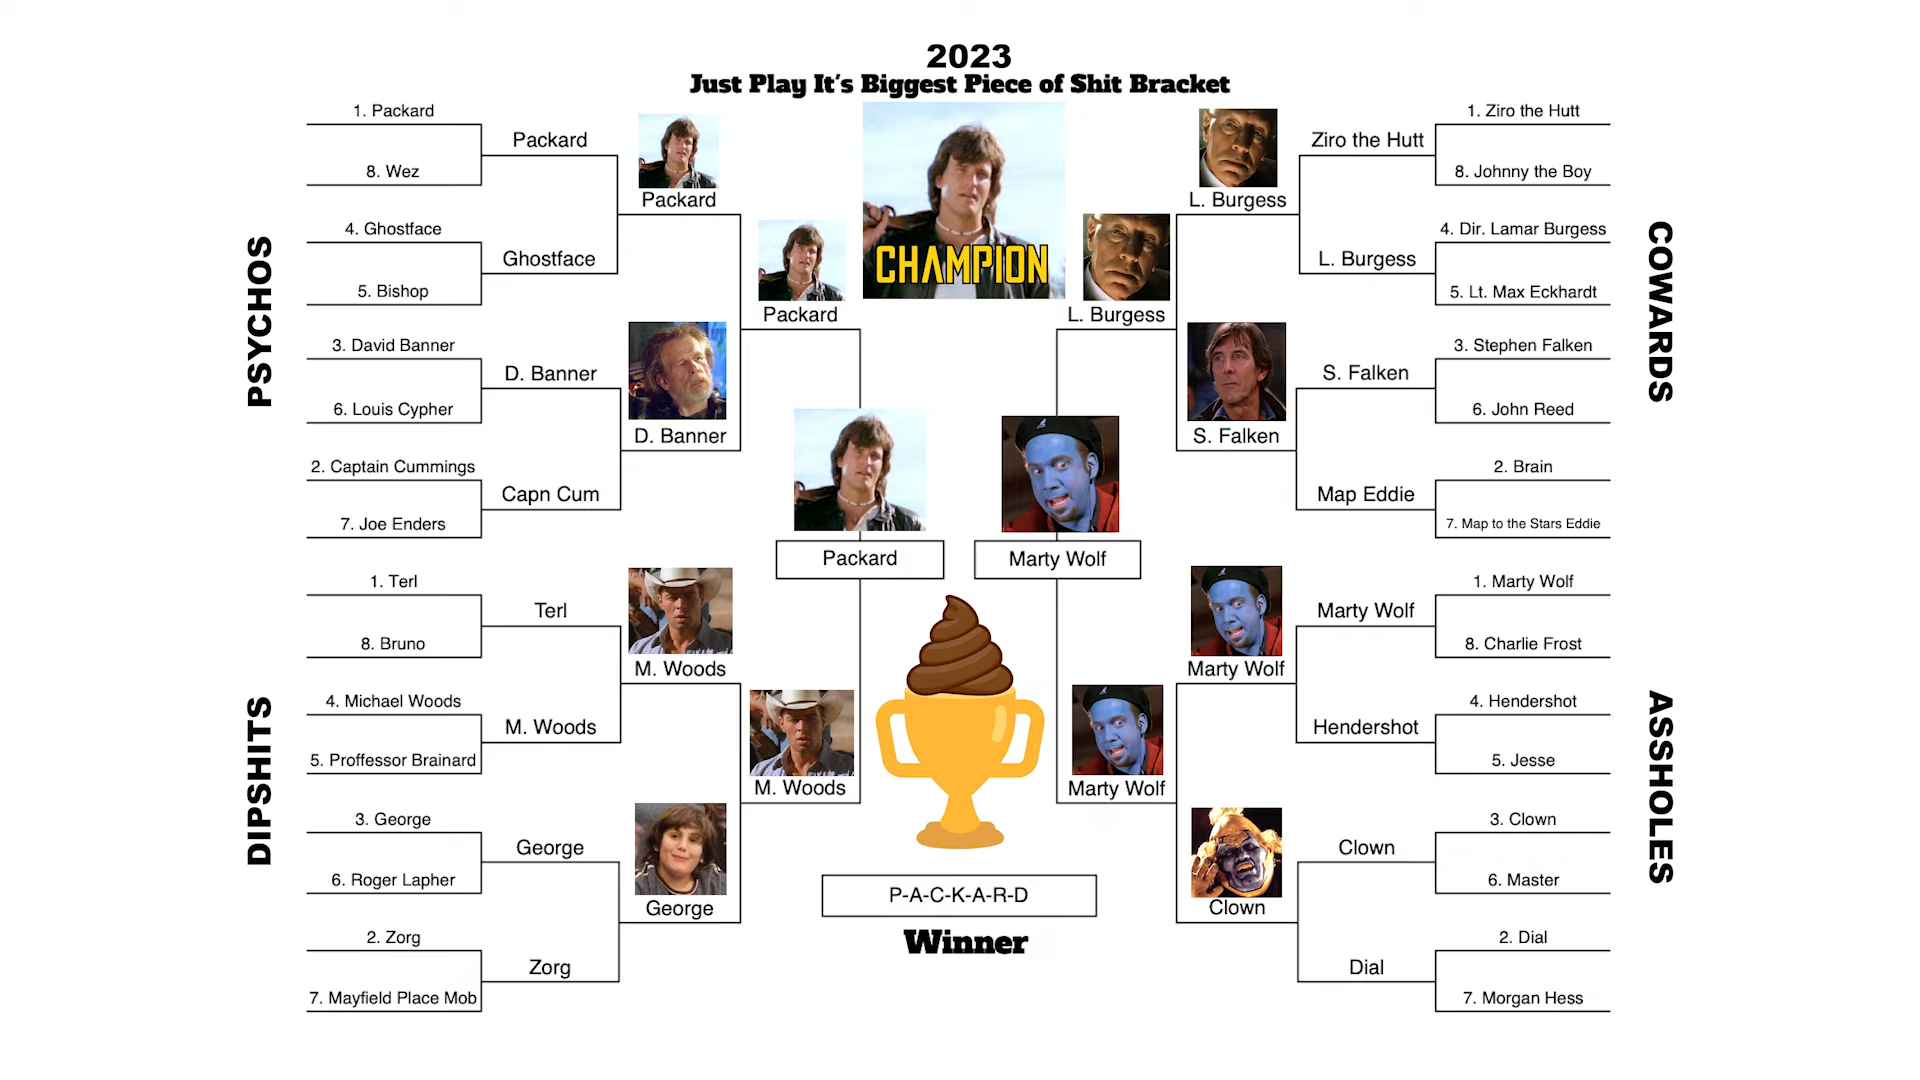 2023
Just Play It's Biggest Piece of Shit Bracket
PSYCHOS
1. Packard
8. Wez
4. Ghostface
5. Bishop
3. David Banner
6. Louis Cypher
2. Captain Cummings
7. Joe Enders
Packard
Ghostface
D. Banner
Capn Cum
Packard
D. Banner
Packard
DIPSHITS
1. Terl
8. Bruno
4. Michael Woods
5. Proffessor Brainard
3. George
6. Roger Lapher
2. Zorg
7. Mayfield Place Mob
Terl
M. Woods
George
Zorg
M. Woods
George
M. Woods
CHAMPION
Packard
Marty Wolf
P-A-C-K-A-R-D
Winner
L. Burgess
L. Burgess
S. Falken
Ziro the Hutt
L. Burgess
S. Falken
Map Eddie
1. Ziro the Hutt
8. Johnny the Boy
4. Dir. Lamar Burgess
5. Lt. Max Eckhardt
3. Stephen Falken
6. John Reed
2. Brain
7. Map to the Stars Eddie
COWARDS
Marty Wolf
Marty Wolf
Clown
Marty Wolf
Hendershot
Clown
Dial
1. Marty Wolf
8. Charlie Frost
4. Hendershot
5. Jesse
3. Clown
6. Master
2. Dial
7. Morgan Hess
ASSHOLES